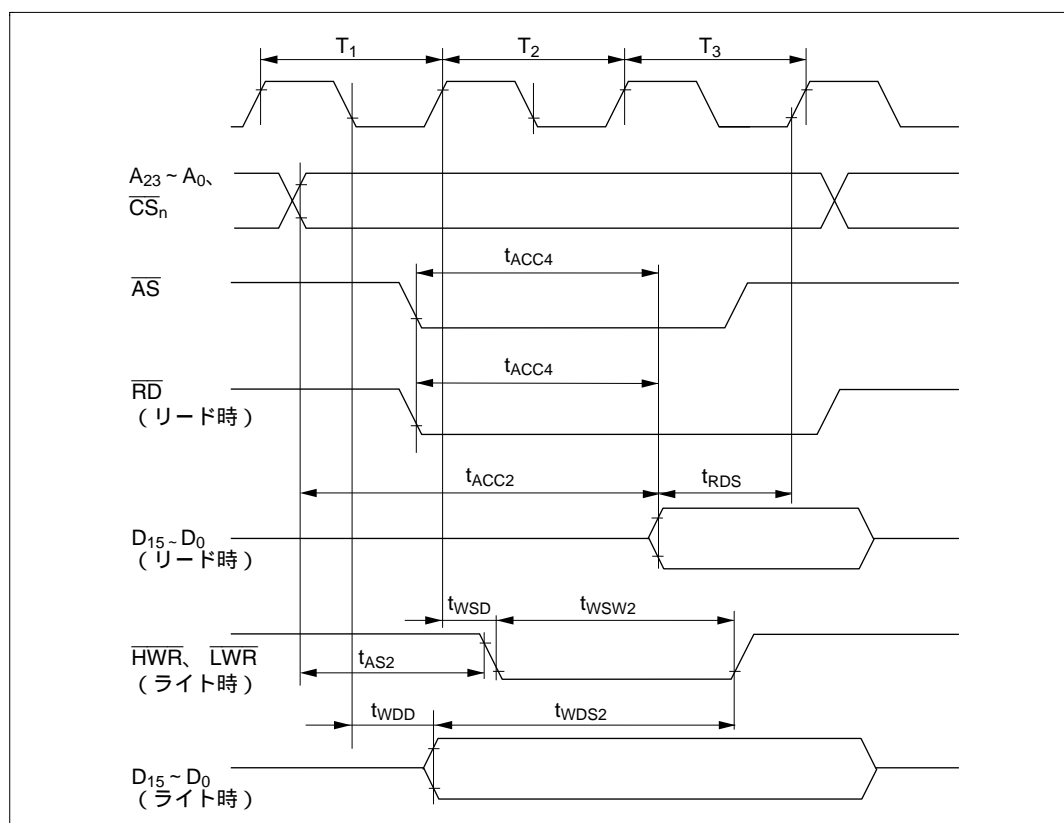 T1 T2 T3
A23~A0、
CSn
tACC4
AS
tACC4
RD
(リード時)
tACC2 tRDS
D15~D0
(リード時)
tWSD tWSW2
HWR、 LWR
tAS2
(ライト時)
tWDD tWDS2
D15~D0
(ライト時)